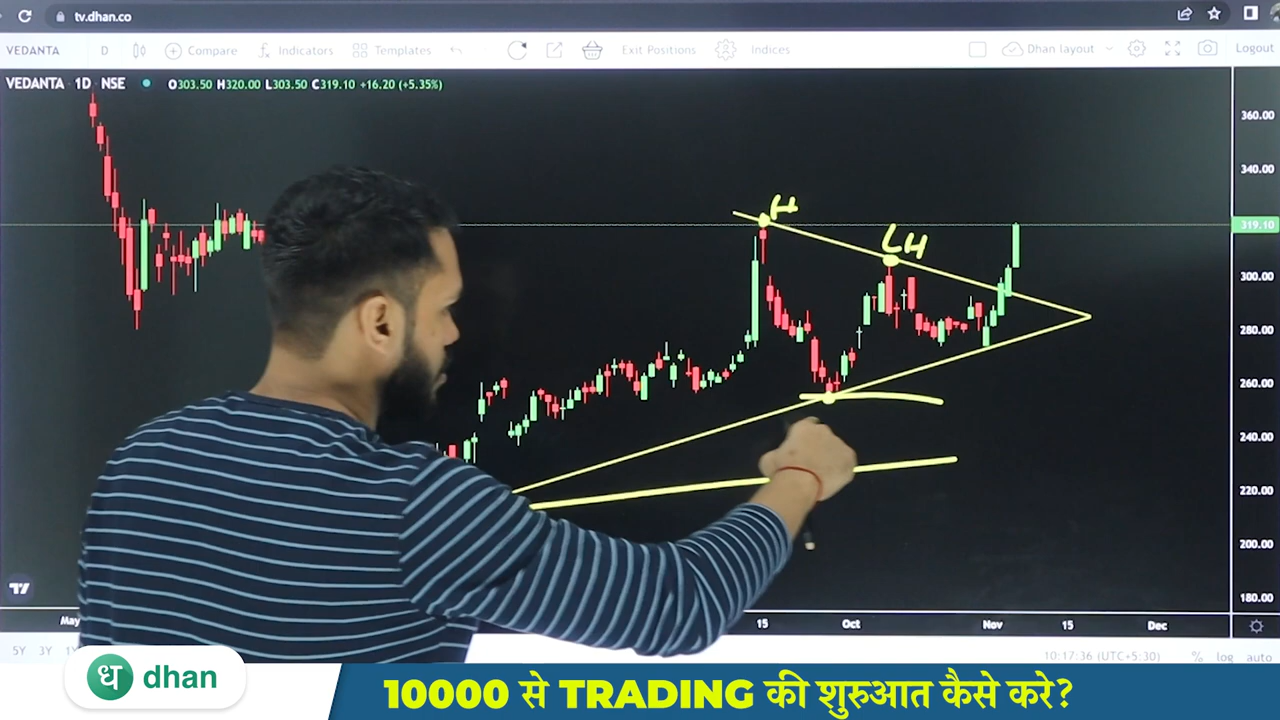 tv.dhan.co
VEDANTA D Compare Indicators Templates Exit Positions Indices Dhan layout Logout
VEDANTA · 1D · NSE O303.50 H320.00 L303.50 C319.10 +16.20 (+5.35%)
360.00
340.00
H
319.10
LH
300.00
280.00
260.00
240.00
220.00
200.00
180.00
May 15 Oct Nov 15 Dec
5Y 3Y 10:17:36 (UTC+5:30) % log auto
ध dhan
10000 से TRADING की शुरुआत कैसे करे?